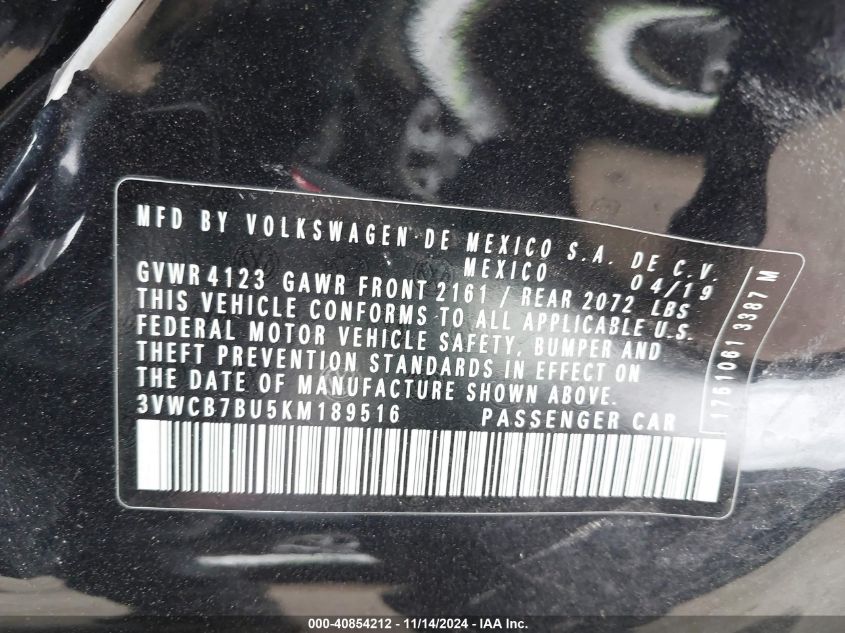 MFD BY VOLKSWAGEN DE MEXICO S.A. DE C.V.
MEXICO 04/19
GVWR 4123 GAWR FRONT 2161 / REAR 2072 LBS
THIS VEHICLE CONFORMS TO ALL APPLICABLE U.S.
FEDERAL MOTOR VEHICLE SAFETY, BUMPER AND
THEFT PREVENTION STANDARDS IN EFFECT ON
THE DATE OF MANUFACTURE SHOWN ABOVE.
3VWCB7BU5KM189516 PASSENGER CAR
1761061 3387 M
000-40854212 - 11/14/2024 - IAA Inc.